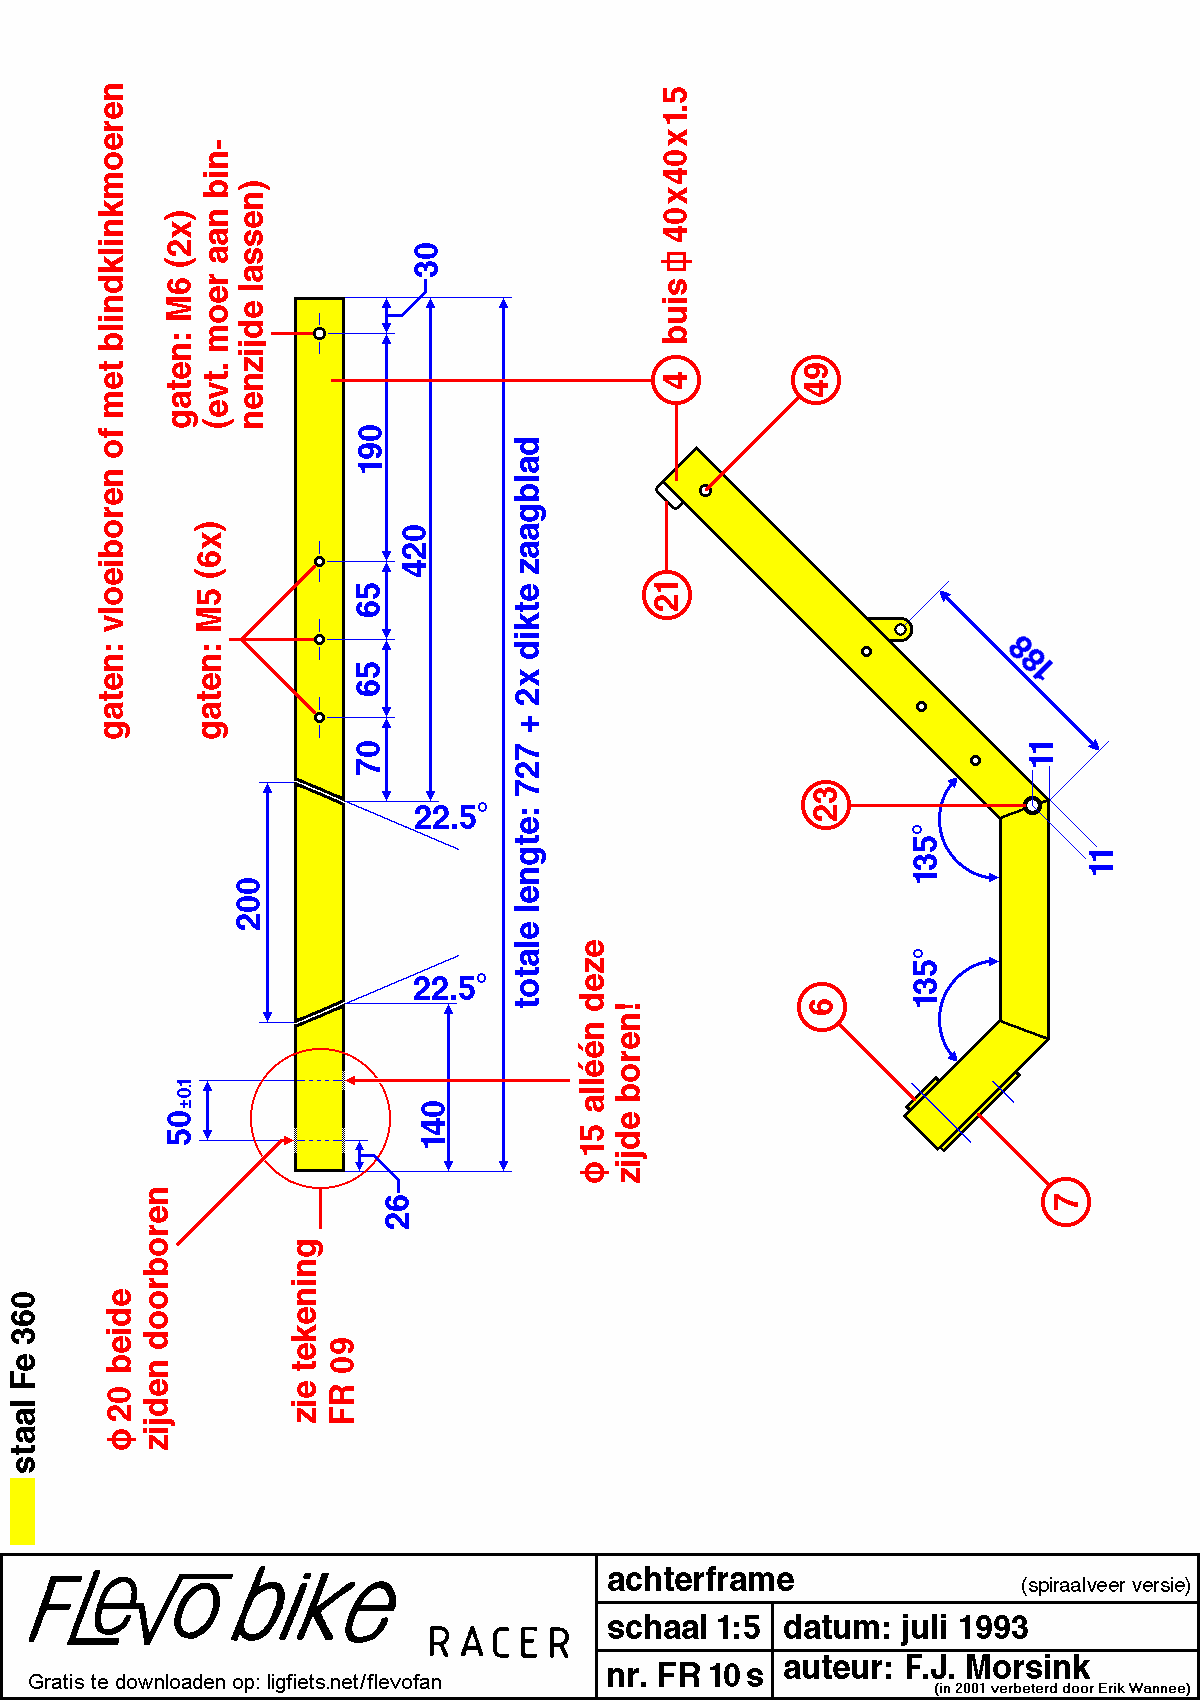 gaten: vloeiboren of met blindklinkmoeren
gaten: M6 (2x)
(evt. moer aan bin-
nenzijde lassen)
gaten: M5 (6x)
30
190
420
65
65
70
totale lengte: 727 + 2x dikte zaagblad
22.5°
200
22.5°
50±0.1
140
26
ϕ 15 alléén deze
zijde boren!
ϕ 20 beide
zijden doorboren
zie tekening
FR 09
buis ⏀ 40x40x1.5
4
49
21
188
11
11
23
135°
135°
6
7
staal Fe 360
Flevobike
RACER
Gratis te downloaden op: ligfiets.net/flevofan
achterframe
(spiraalveer versie)
schaal 1:5
datum: juli 1993
nr. FR 10 s
auteur: F.J. Morsink
(in 2001 verbeterd door Erik Wannee)